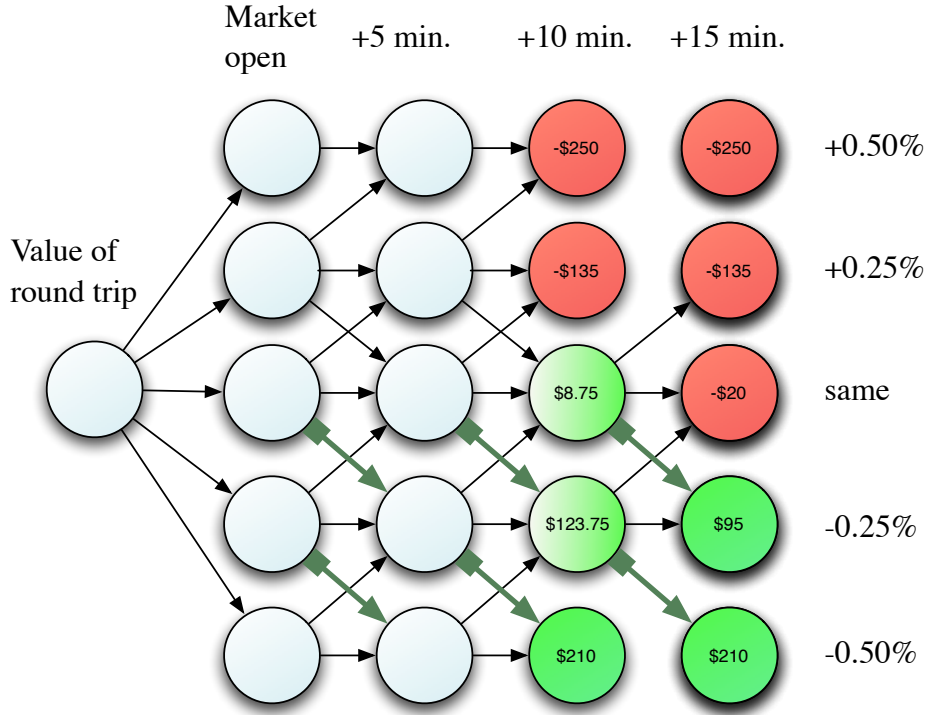 Market
open
+5 min.
+10 min.
+15 min.
-$250
-$250
+0.50%
Value of
round trip
-$135
-$135
+0.25%
$8.75
-$20
same
$123.75
$95
-0.25%
$210
$210
-0.50%